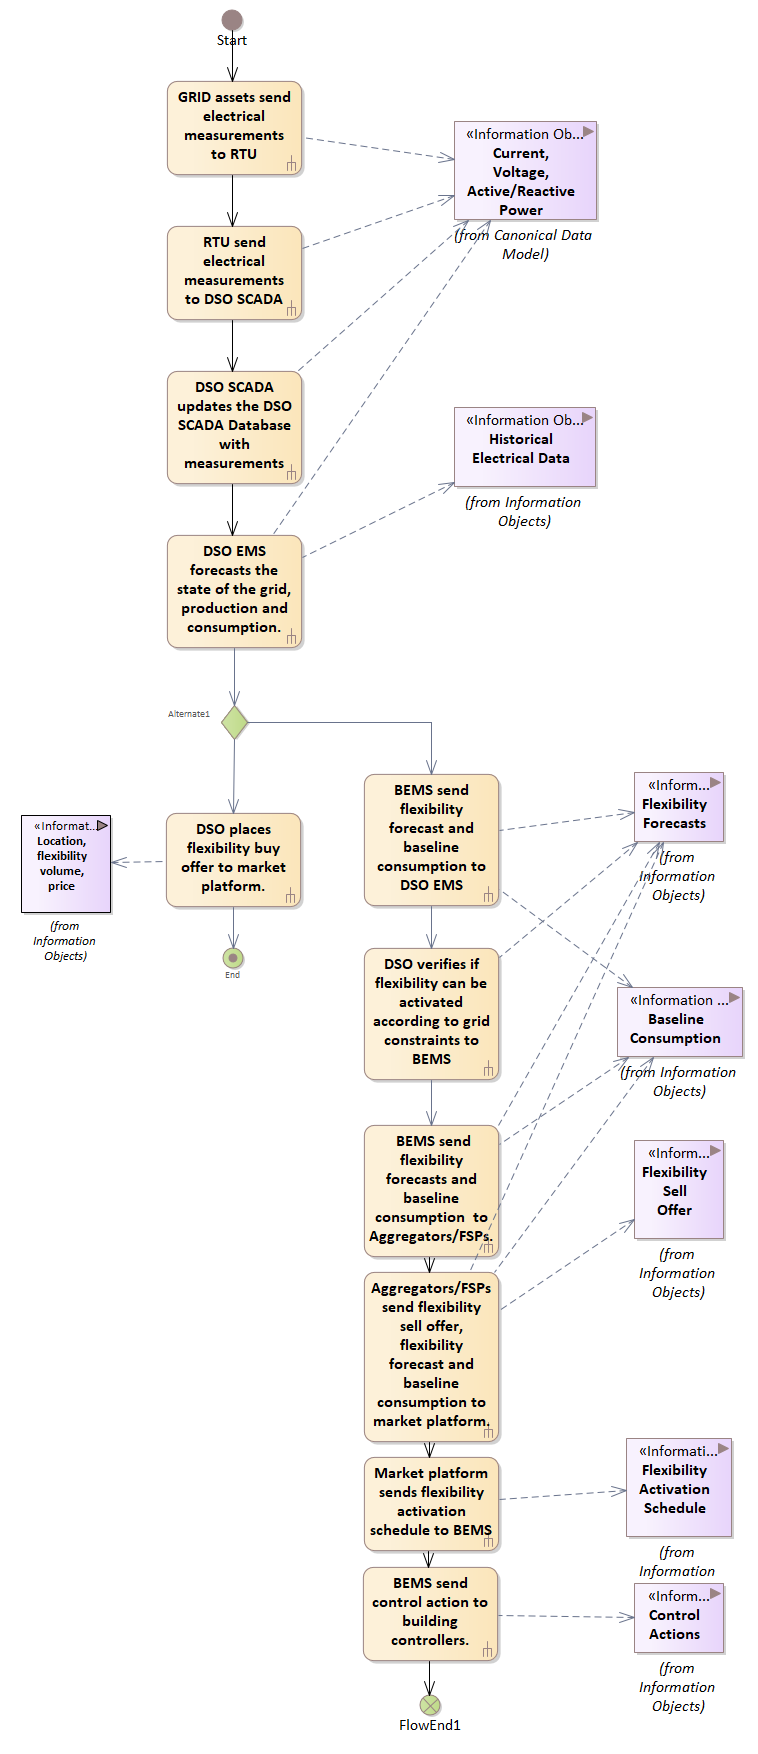 Start
GRID assets send
electrical
measurements
to RTU
«Information Ob...
Current,
Voltage,
Active/Reactive
Power
(from Canonical Data
Model)
RTU send
electrical
measurements
to DSO SCADA
DSO SCADA
updates the DSO
SCADA Database
with
measurements
«Information Ob...
Historical
Electrical Data
(from Information
Objects)
DSO EMS
forecasts the
state of the grid,
production and
consumption.
Alternate1
DSO places
flexibility buy
offer to market
platform.
«Informat...
Location,
flexibility
volume,
price
(from
Information
Objects)
End
BEMS send
flexibility
forecast and
baseline
consumption to
DSO EMS
«Inform...
Flexibility
Forecasts
(from
Information
Objects)
DSO verifies if
flexibility can be
activated
according to grid
constraints to
BEMS
«Information ...
Baseline
Consumption
(from Information
Objects)
BEMS send
flexibility
forecasts and
baseline
consumption  to
Aggregators/FSPs.
«Inform...
Flexibility
Sell
Offer
(from
Information
Objects)
Aggregators/FSPs
send flexibility
sell offer,
flexibility
forecast and
baseline
consumption to
market platform.
Market platform
sends flexibility
activation
schedule to BEMS
«Informati...
Flexibility
Activation
Schedule
(from
Information
BEMS send
control action to
building
controllers.
«Inform...
Control
Actions
(from
Information
Objects)
FlowEnd1